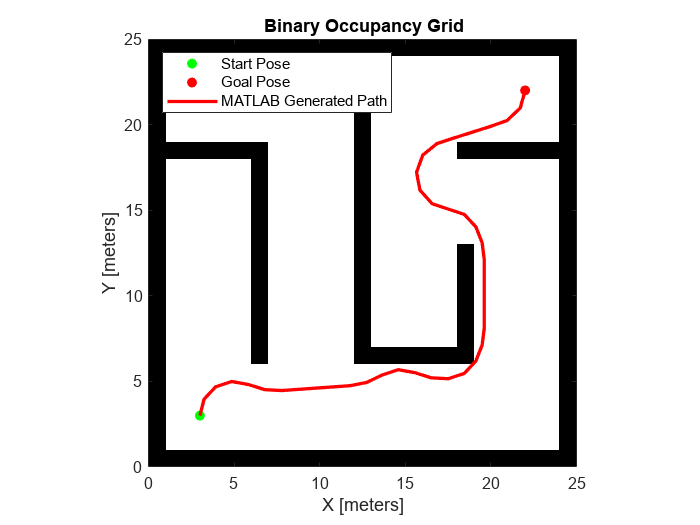 Binary Occupancy Grid
Start Pose
Goal Pose
MATLAB Generated Path
25
20
15
10
5
0
Y [meters]
0 5 10 15 20 25
X [meters]